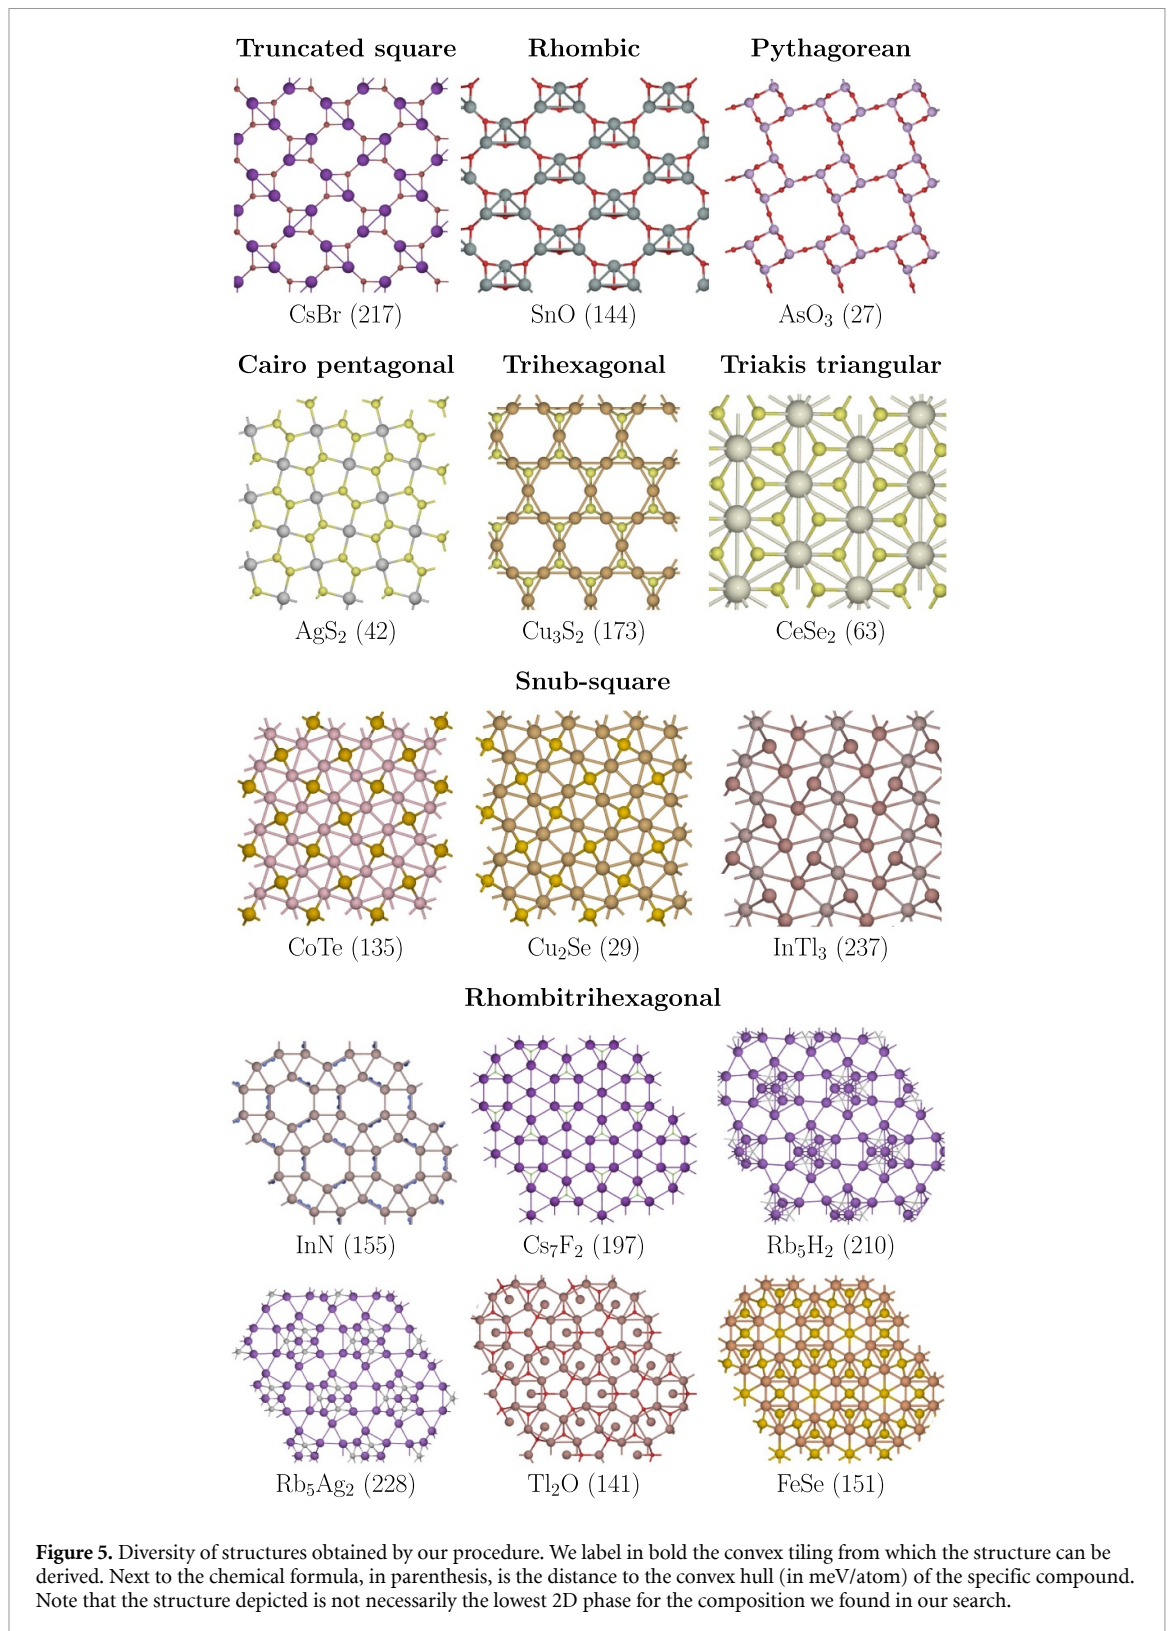 Truncated square Rhombic Pythagorean
CsBr (217) SnO (144) AsO₃ (27)
Cairo pentagonal Trihexagonal Triakis triangular
AgS₂ (42) Cu₃S₂ (173) CeSe₂ (63)
Snub-square
CoTe (135) Cu₂Se (29) InTl₃ (237)
Rhombitrihexagonal
InN (155) Cs₇F₂ (197) Rb₅H₂ (210)
Rb₅Ag₂ (228) Tl₂O (141) FeSe (151)
Figure 5. Diversity of structures obtained by our procedure. We label in bold the convex tiling from which the structure can be
derived. Next to the chemical formula, in parenthesis, is the distance to the convex hull (in meV/atom) of the specific compound.
Note that the structure depicted is not necessarily the lowest 2D phase for the composition we found in our search.